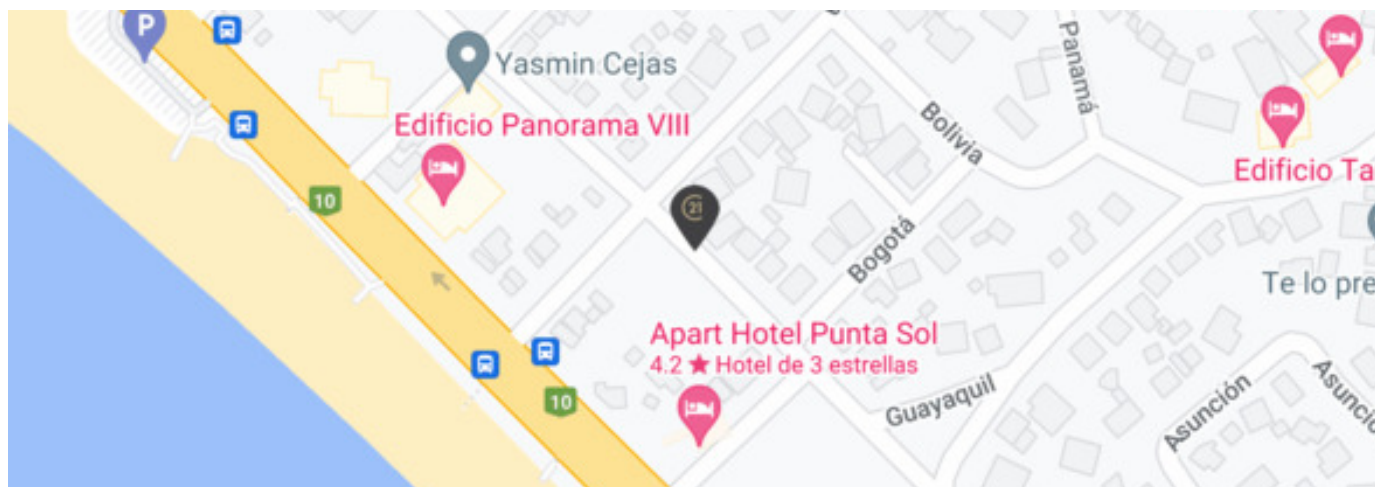 P
Yasmin Cejas
Panamá
Edificio Panorama VIII
Bolivia
Edificio Ta
10
21
Bogotá
Te lo pre
Apart Hotel Punta Sol
4.2 ★ Hotel de 3 estrellas
10
Guayaquil
Asunción
Asunció